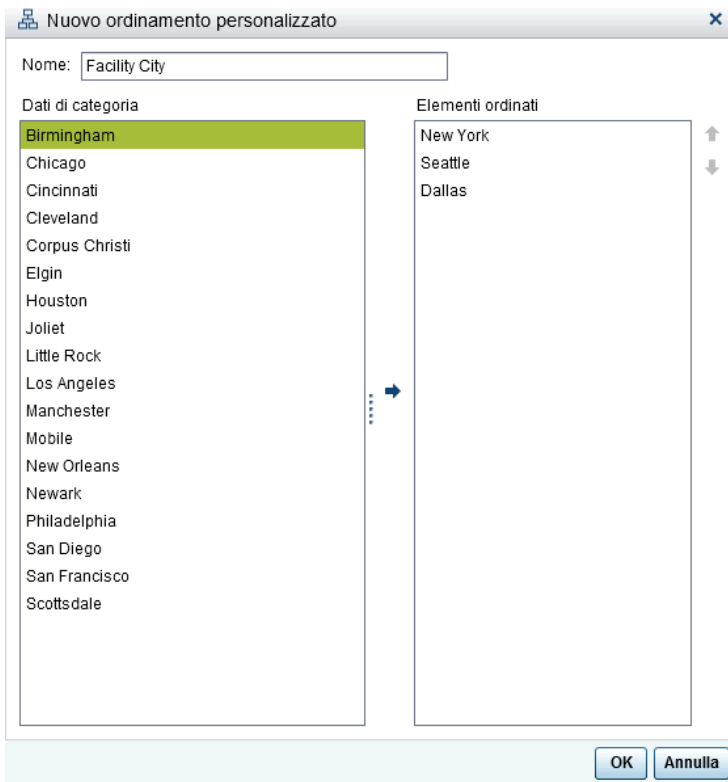 Nuovo ordinamento personalizzato
Nome: Facility City
Dati di categoria
Birmingham
Chicago
Cincinnati
Cleveland
Corpus Christi
Elgin
Houston
Joliet
Little Rock
Los Angeles
Manchester
Mobile
New Orleans
Newark
Philadelphia
San Diego
San Francisco
Scottsdale
Elementi ordinati
New York
Seattle
Dallas
OK Annulla